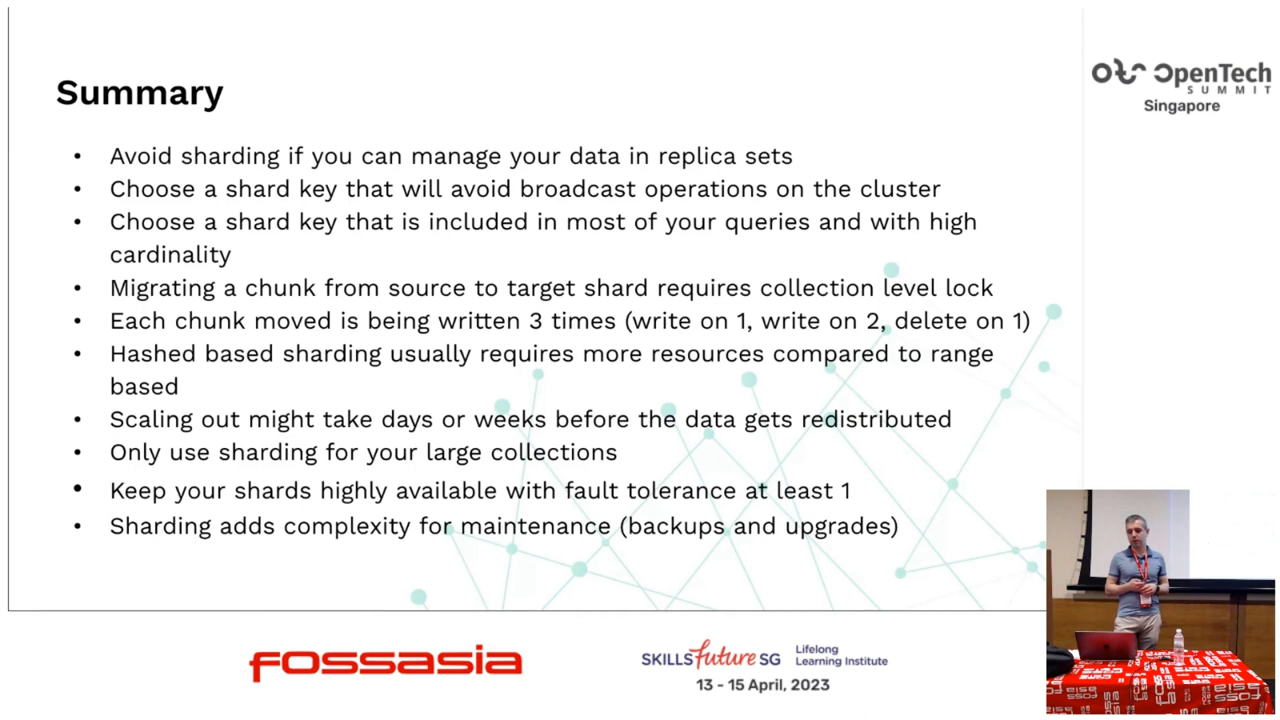 Summary
• Avoid sharding if you can manage your data in replica sets
• Choose a shard key that will avoid broadcast operations on the cluster
• Choose a shard key that is included in most of your queries and with high
cardinality
• Migrating a chunk from source to target shard requires collection level lock
• Each chunk moved is being written 3 times (write on 1, write on 2, delete on 1)
• Hashed based sharding usually requires more resources compared to range
based
• Scaling out might take days or weeks before the data gets redistributed
• Only use sharding for your large collections
• Keep your shards highly available with fault tolerance at least 1
• Sharding adds complexity for maintenance (backups and upgrades)
OpenTech
SUMMIT
Singapore
FOSSASIA
SKILLS future SG
Lifelong
Learning Institute
13 - 15 April, 2023